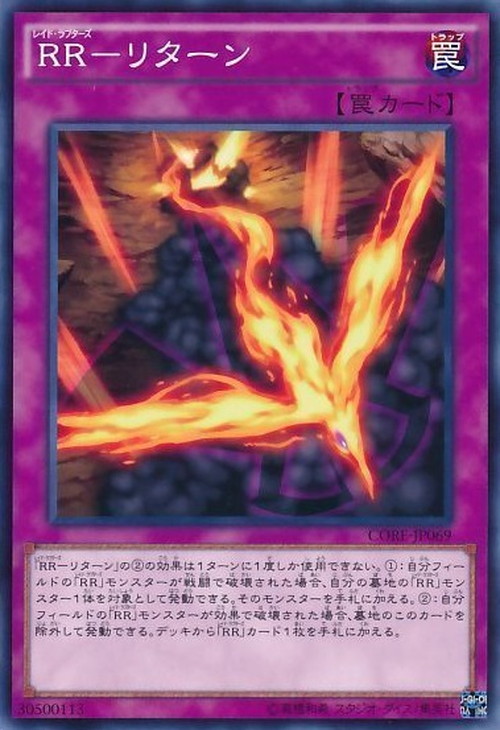 レイド・ラプターズ
RR－リターン
トラップ
罠
【罠カード】
CORE-JP069
「RR－リターン」の②の効果は１ターンに１度しか使用できない。①：自分フィ
ールドの「RR」モンスターが戦闘で破壊された場合、自分の墓地の「RR」モン
スター１体を対象として発動できる。そのモンスターを手札に加える。②：自分
フィールドの「RR」モンスターが効果で破壊された場合、墓地のこのカードを
除外して発動できる。デッキから「RR」カード１枚を手札に加える。
30500113
©高橋和希 スタジオ・ダイス/集英社